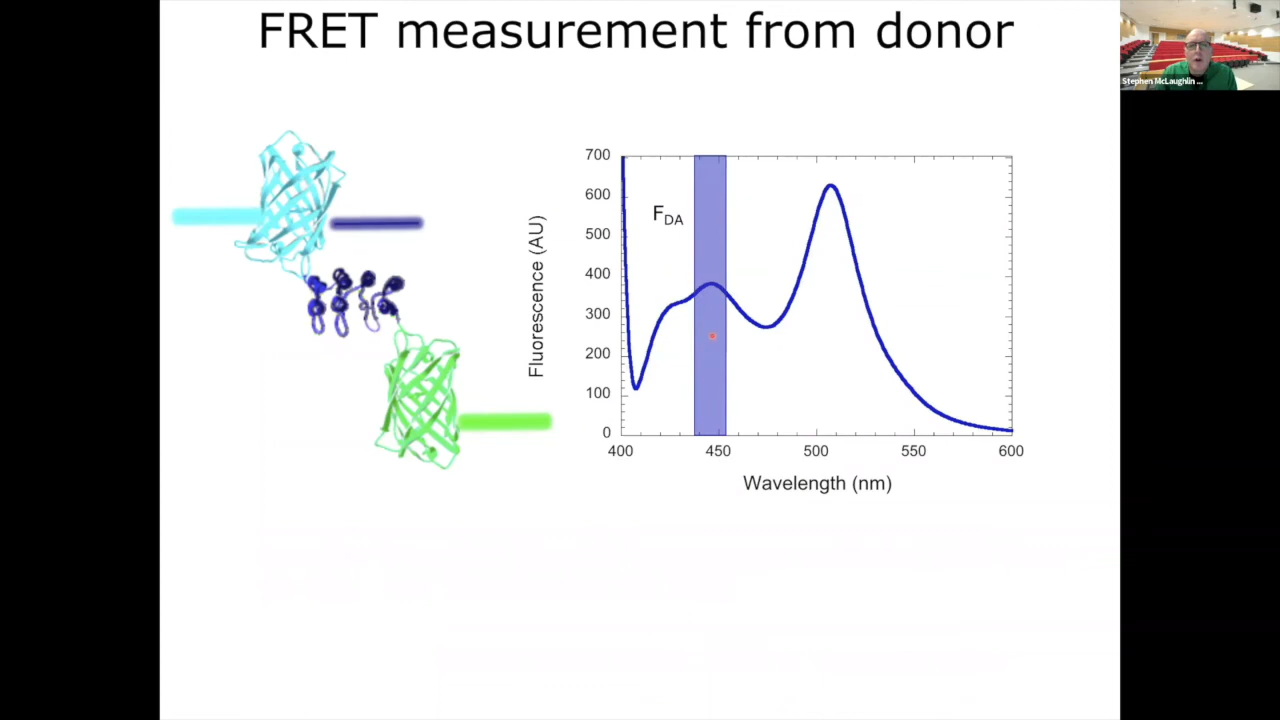 FRET measurement from donor
Stephen McLaughlin ...
700
600
500
400
300
200
100
0
Fluorescence (AU)
FDA
400 450 500 550 600
Wavelength (nm)